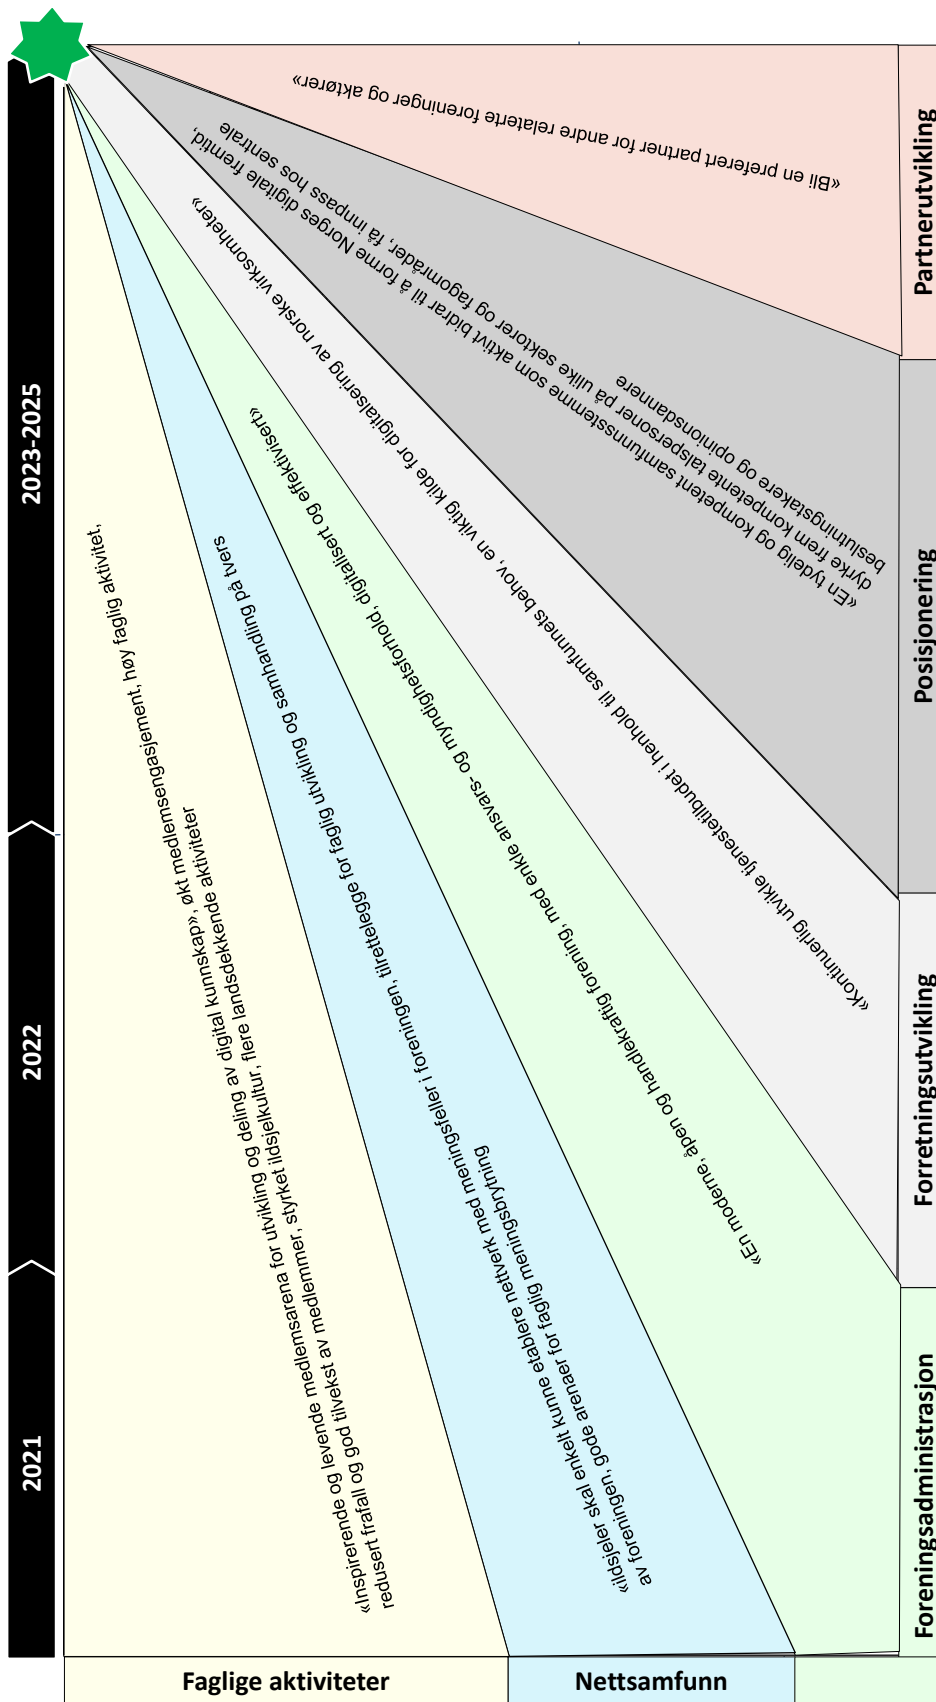 2021
2022
2023-2025
«Inspirerende og levende medlemsarena for utvikling og deling av digital kunnskap», økt medlemsengasjement, høy faglig aktivitet,
redusert frafall og god tilvekst av medlemmer, styrket ildsjelkultur, flere landsdekkende aktiviteter
«ildsjeler skal enkelt kunne etablere nettverk med meningsfeller i foreningen, tilrettelegge for faglig utvikling og samhandling på tvers
av foreningen, gode arenaer for faglig meningsbrytning
«En moderne, åpen og handlekraftig forening, med enkle ansvars- og myndighetsforhold, digitalisert og effektivisert»
«Kontinuerlig utvikle tjenestetilbudet i henhold til samfunnets behov, en viktig kilde for digitalsering av norske virksomheter»
«En tydelig og kompetent samfunnsstemme som aktivt bidrar til å forme Norges digitale fremtid,
dyrke frem kompetente talspersoner på ulike sektorer og fagområder, få innpass hos sentrale
beslutningstakere og opinionsdannere
«Bli en preferert partner for andre relaterte foreninger og aktører»
Faglige aktiviteter
Nettsamfunn
Foreningsadministrasjon
Forretningsutvikling
Posisjonering
Partnerutvikling